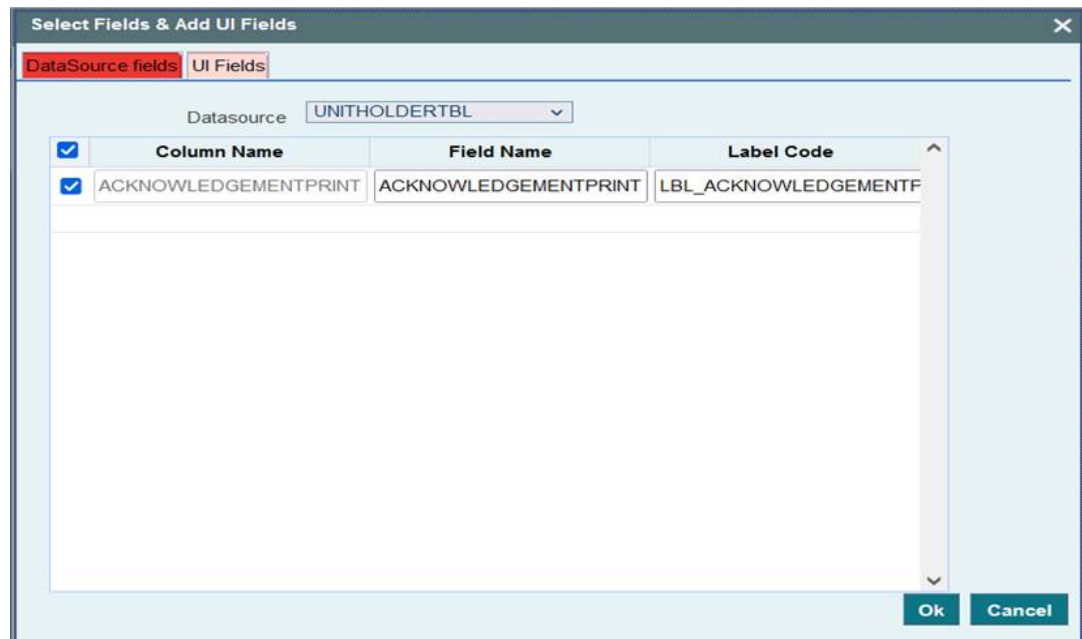 Select Fields & Add UI Fields
DataSource fields UI Fields
Datasource UNITHOLDERTBL
Column Name Field Name Label Code
ACKNOWLEDGEMENTPRINT ACKNOWLEDGEMENTPRINT LBL_ACKNOWLEDGEMENTP
Ok Cancel